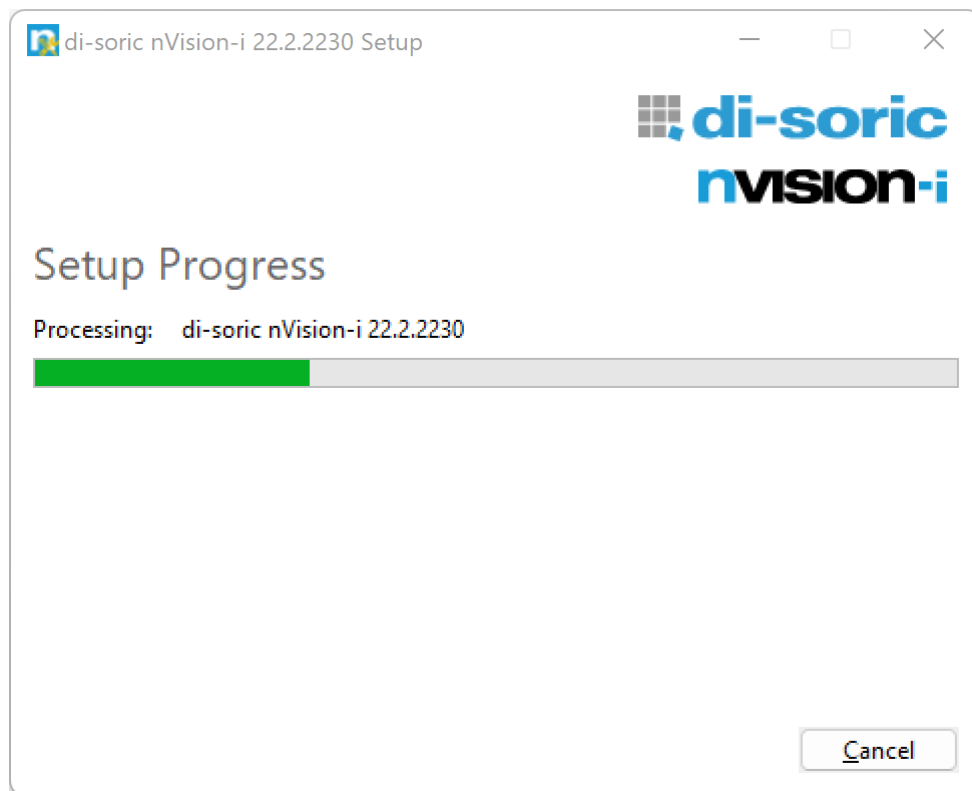 di-soric nVision-i 22.2.2230 Setup
di-soric
nvision-i
Setup Progress
Processing: di-soric nVision-i 22.2.2230
Cancel